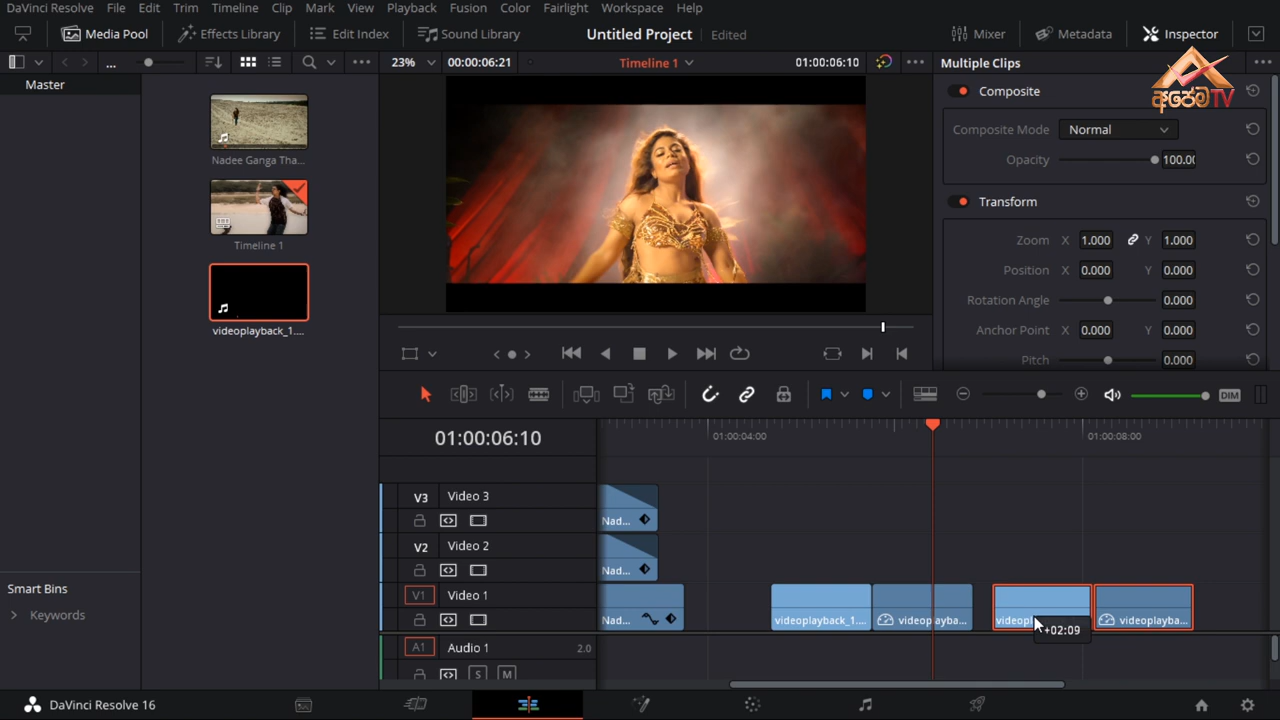 DaVinci Resolve File Edit Trim Timeline Clip Mark View Playback Fusion Color Fairlight Workspace Help
Media Pool Effects Library Edit Index Sound Library Untitled Project Edited Mixer Metadata Inspector
... 23% 00:00:06:21 Timeline 1 01:00:06:10 Multiple Clips
Master
Composite
අපේම TV
Composite Mode Normal
Opacity 100.00
Nadee Ganga Tha...
Transform
Timeline 1
Zoom X 1.000 Y 1.000
Position X 0.000 Y 0.000
Rotation Angle 0.000
videoplayback_1....
Anchor Point X 0.000 Y 0.000
Pitch 0.000
DIM
01:00:06:10 01:00:04:00 01:00:08:00
V3 Video 3
Nad...
V2 Video 2
Nad...
Smart Bins
V1 Video 1
Keywords
Nad... videoplayback_1.... videoplayba... videopl videoplayba...
+02:09
A1 Audio 1 2.0
S M
DaVinci Resolve 16